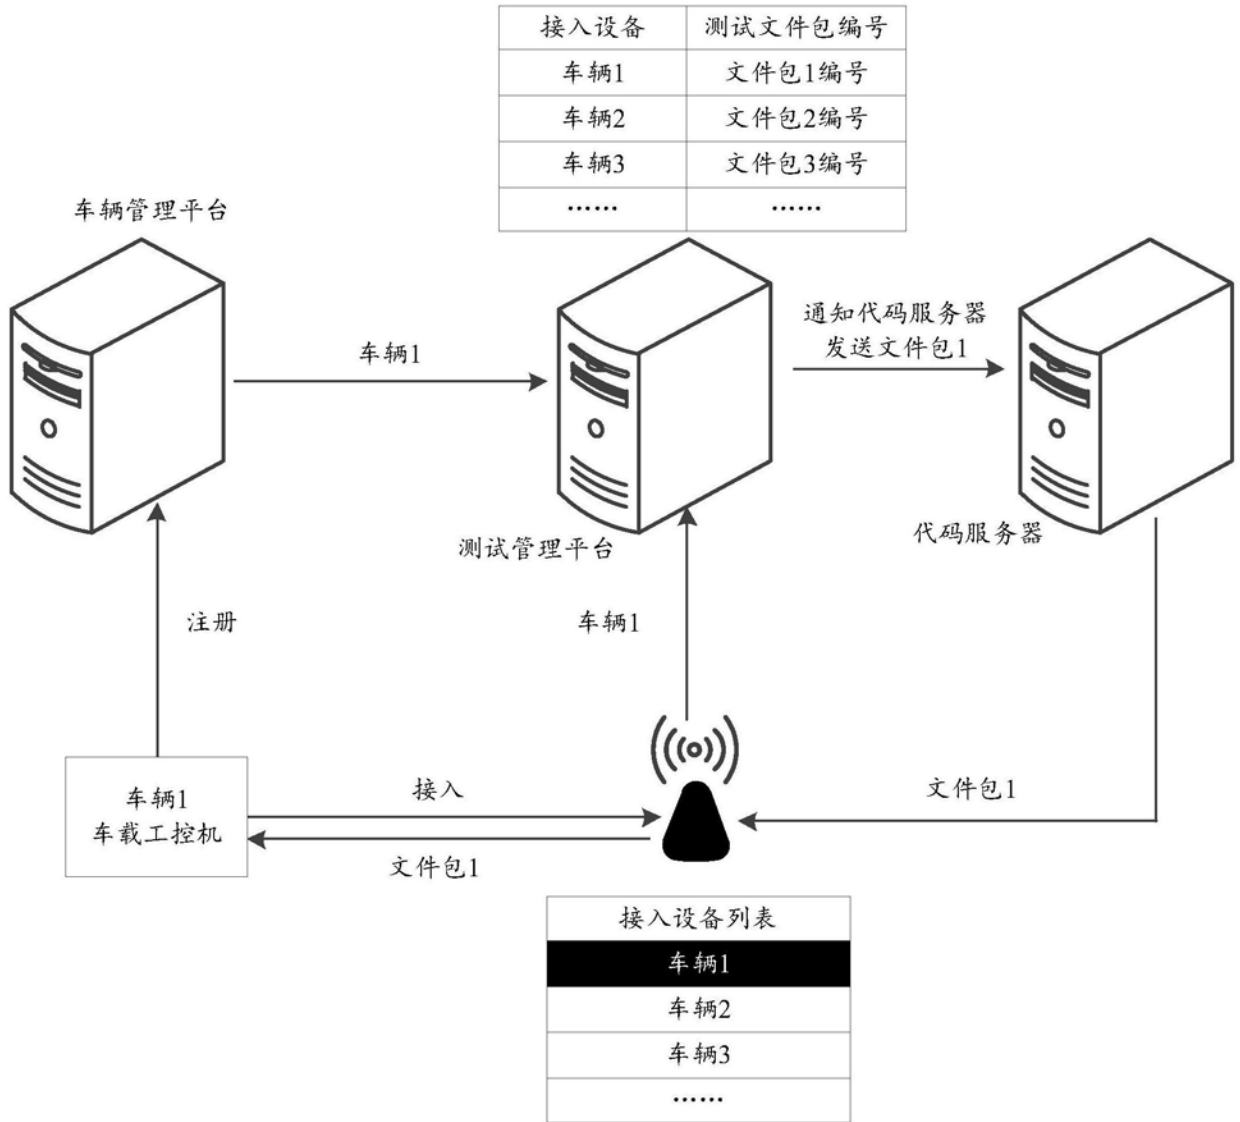 接入设备 测试文件包编号
车辆1 文件包1编号
车辆2 文件包2编号
车辆3 文件包3编号
…… ……
车辆管理平台
车辆1
通知代码服务器
发送文件包1
测试管理平台
代码服务器
注册
车辆1
车辆1
车载工控机
接入
文件包1
文件包1
接入设备列表
车辆1
车辆2
车辆3
……